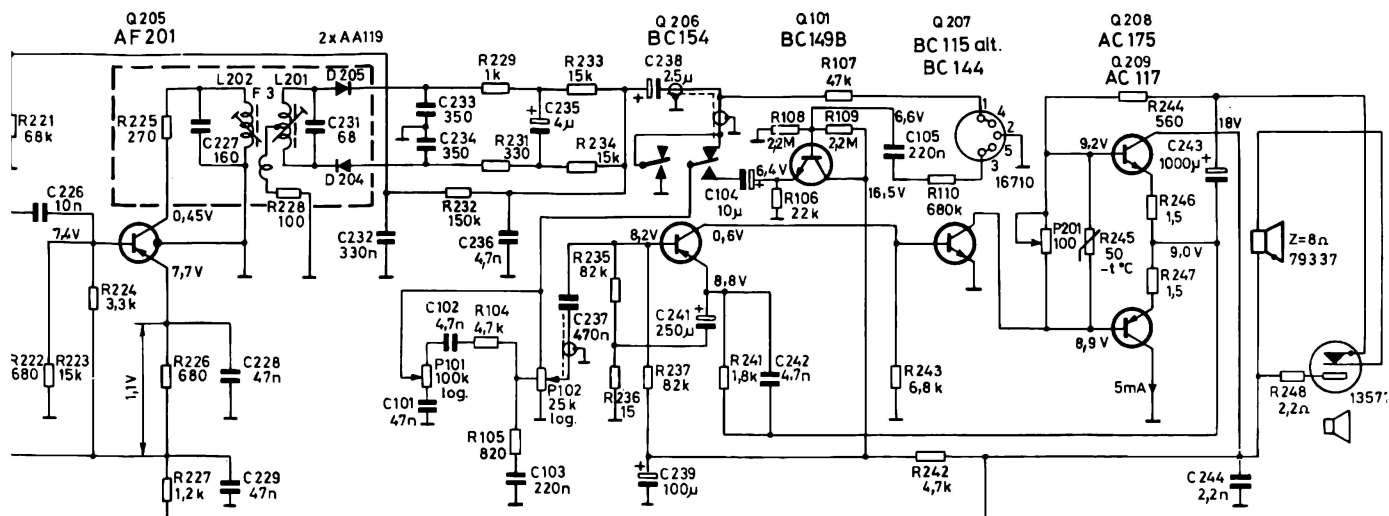 Q205
AF201
2xAA119
Q206
BC154
Q101
BC149B
Q207
BC115 alt.
BC144
Q208
AC175
Q209
AC117
L202
F3
L201
D205
R229
1k
R233
15k
C238
25µ
+
R107
47k
R221
68k
R225
270
C227
160
C231
68
C233
350
C234
350
+
C235
4µ
R231
330
R234
15k
D204
R228
100
R108
2,2M
R109
2,2M
6,6V
C105
220n
1
4
2
5
3
16710
R244
560
18V
C243
1000µ
+
9,2V
C226
10n
7,4V
0,45V
7,7V
R232
150k
C232
330n
C236
4,7n
C104
10µ
+
6,4V
R106
22k
16,5V
R110
680k
P201
100
R245
50
-t°C
R246
1,5
9,0V
R247
1,5
8,9V
5mA
Z=8Ω
79337
R224
3,3k
R222
680
R223
15k
1,1V
R226
680
C228
47n
R227
1,2k
C229
47n
C102
4,7n
R104
4,7k
P101
100k
log.
C101
47n
R105
820
C103
220n
P102
25k
log.
C237
470n
R235
82k
8,2V
0,6V
8,8V
+
C241
250µ
R236
15
R237
82k
R241
1,8k
C242
4,7n
R243
6,8k
+
C239
100µ
R242
4,7k
C244
2,2n
R248
2,2Ω
13577